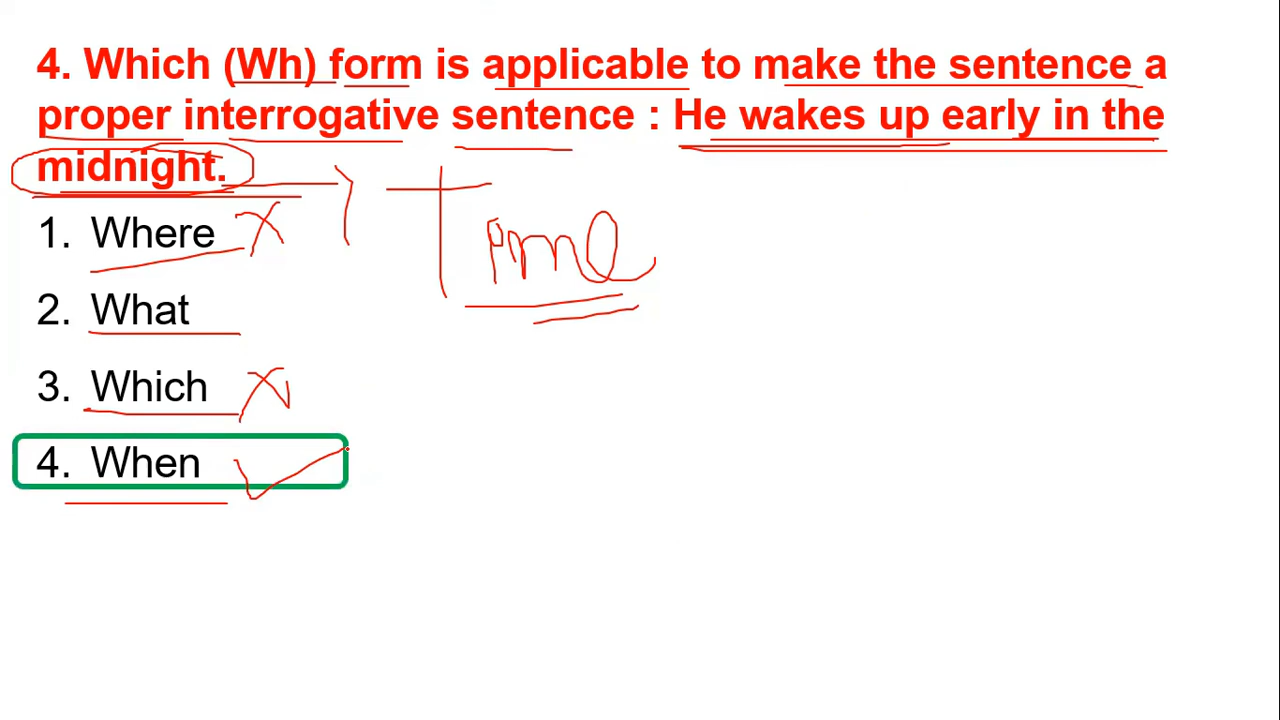 4. Which (Wh) form is applicable to make the sentence a
proper interrogative sentence : He wakes up early in the
midnight.
Time
1. Where
2. What
3. Which
4. When